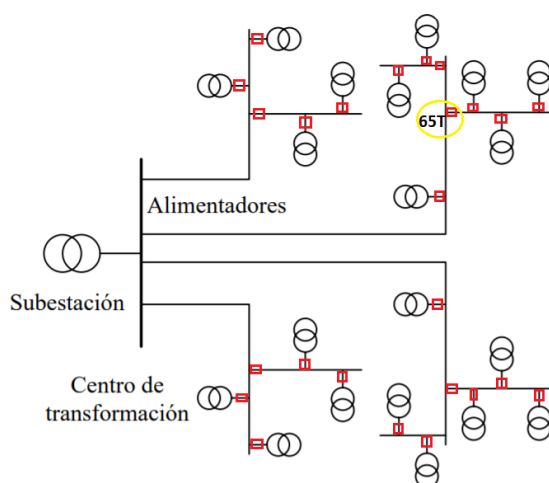 65T
Alimentadores
Subestación
Centro de
transformación